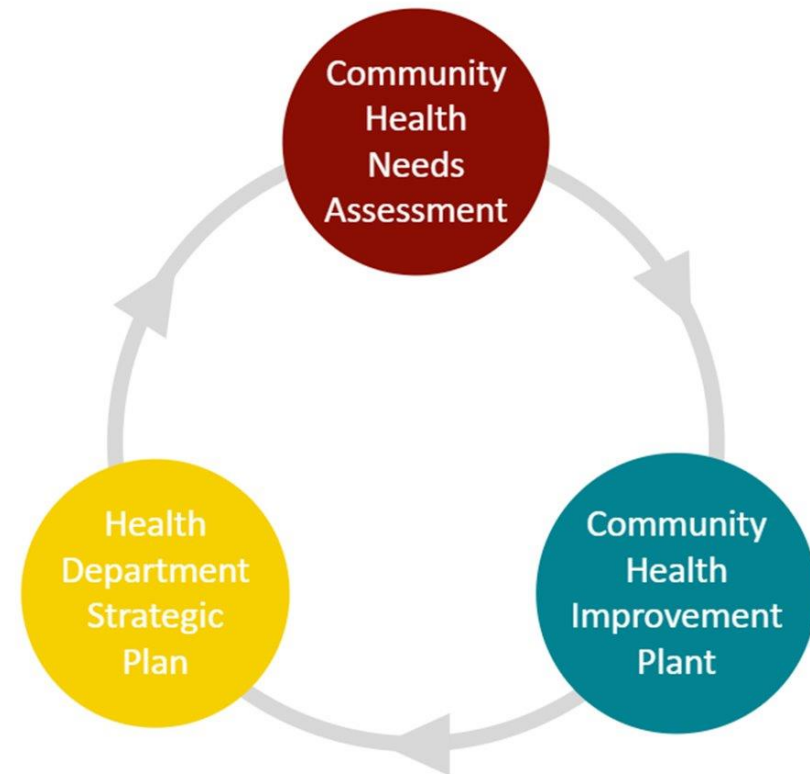 Community
Health
Needs
Assessment
Health
Department
Strategic
Plan
Community
Health
Improvement
Plant